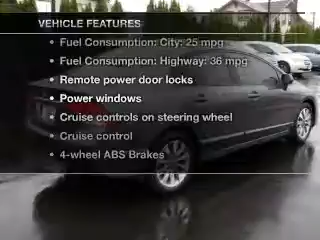 VEHICLE FEATURES
• Fuel Consumption: City: 25 mpg
• Fuel Consumption: Highway: 36 mpg
• Remote power door locks
• Power windows
• Cruise controls on steering wheel
• Cruise control
• 4-wheel ABS Brakes